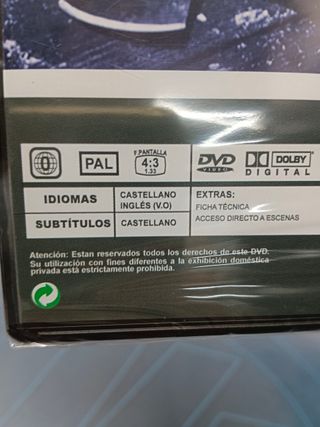 0 PAL F.PANTALLA 4:3 1.33 DVD VIDEO DOLBY DIGITAL
IDIOMAS CASTELLANO INGLÉS (V.O) EXTRAS:
FICHA TÉCNICA
SUBTÍTULOS CASTELLANO ACCESO DIRECTO A ESCENAS
Atención: Estan reservados todos los derechos de este DVD.
Su utilización con fines diferentes a la exhibición doméstica
privada está estrictamente prohibida.